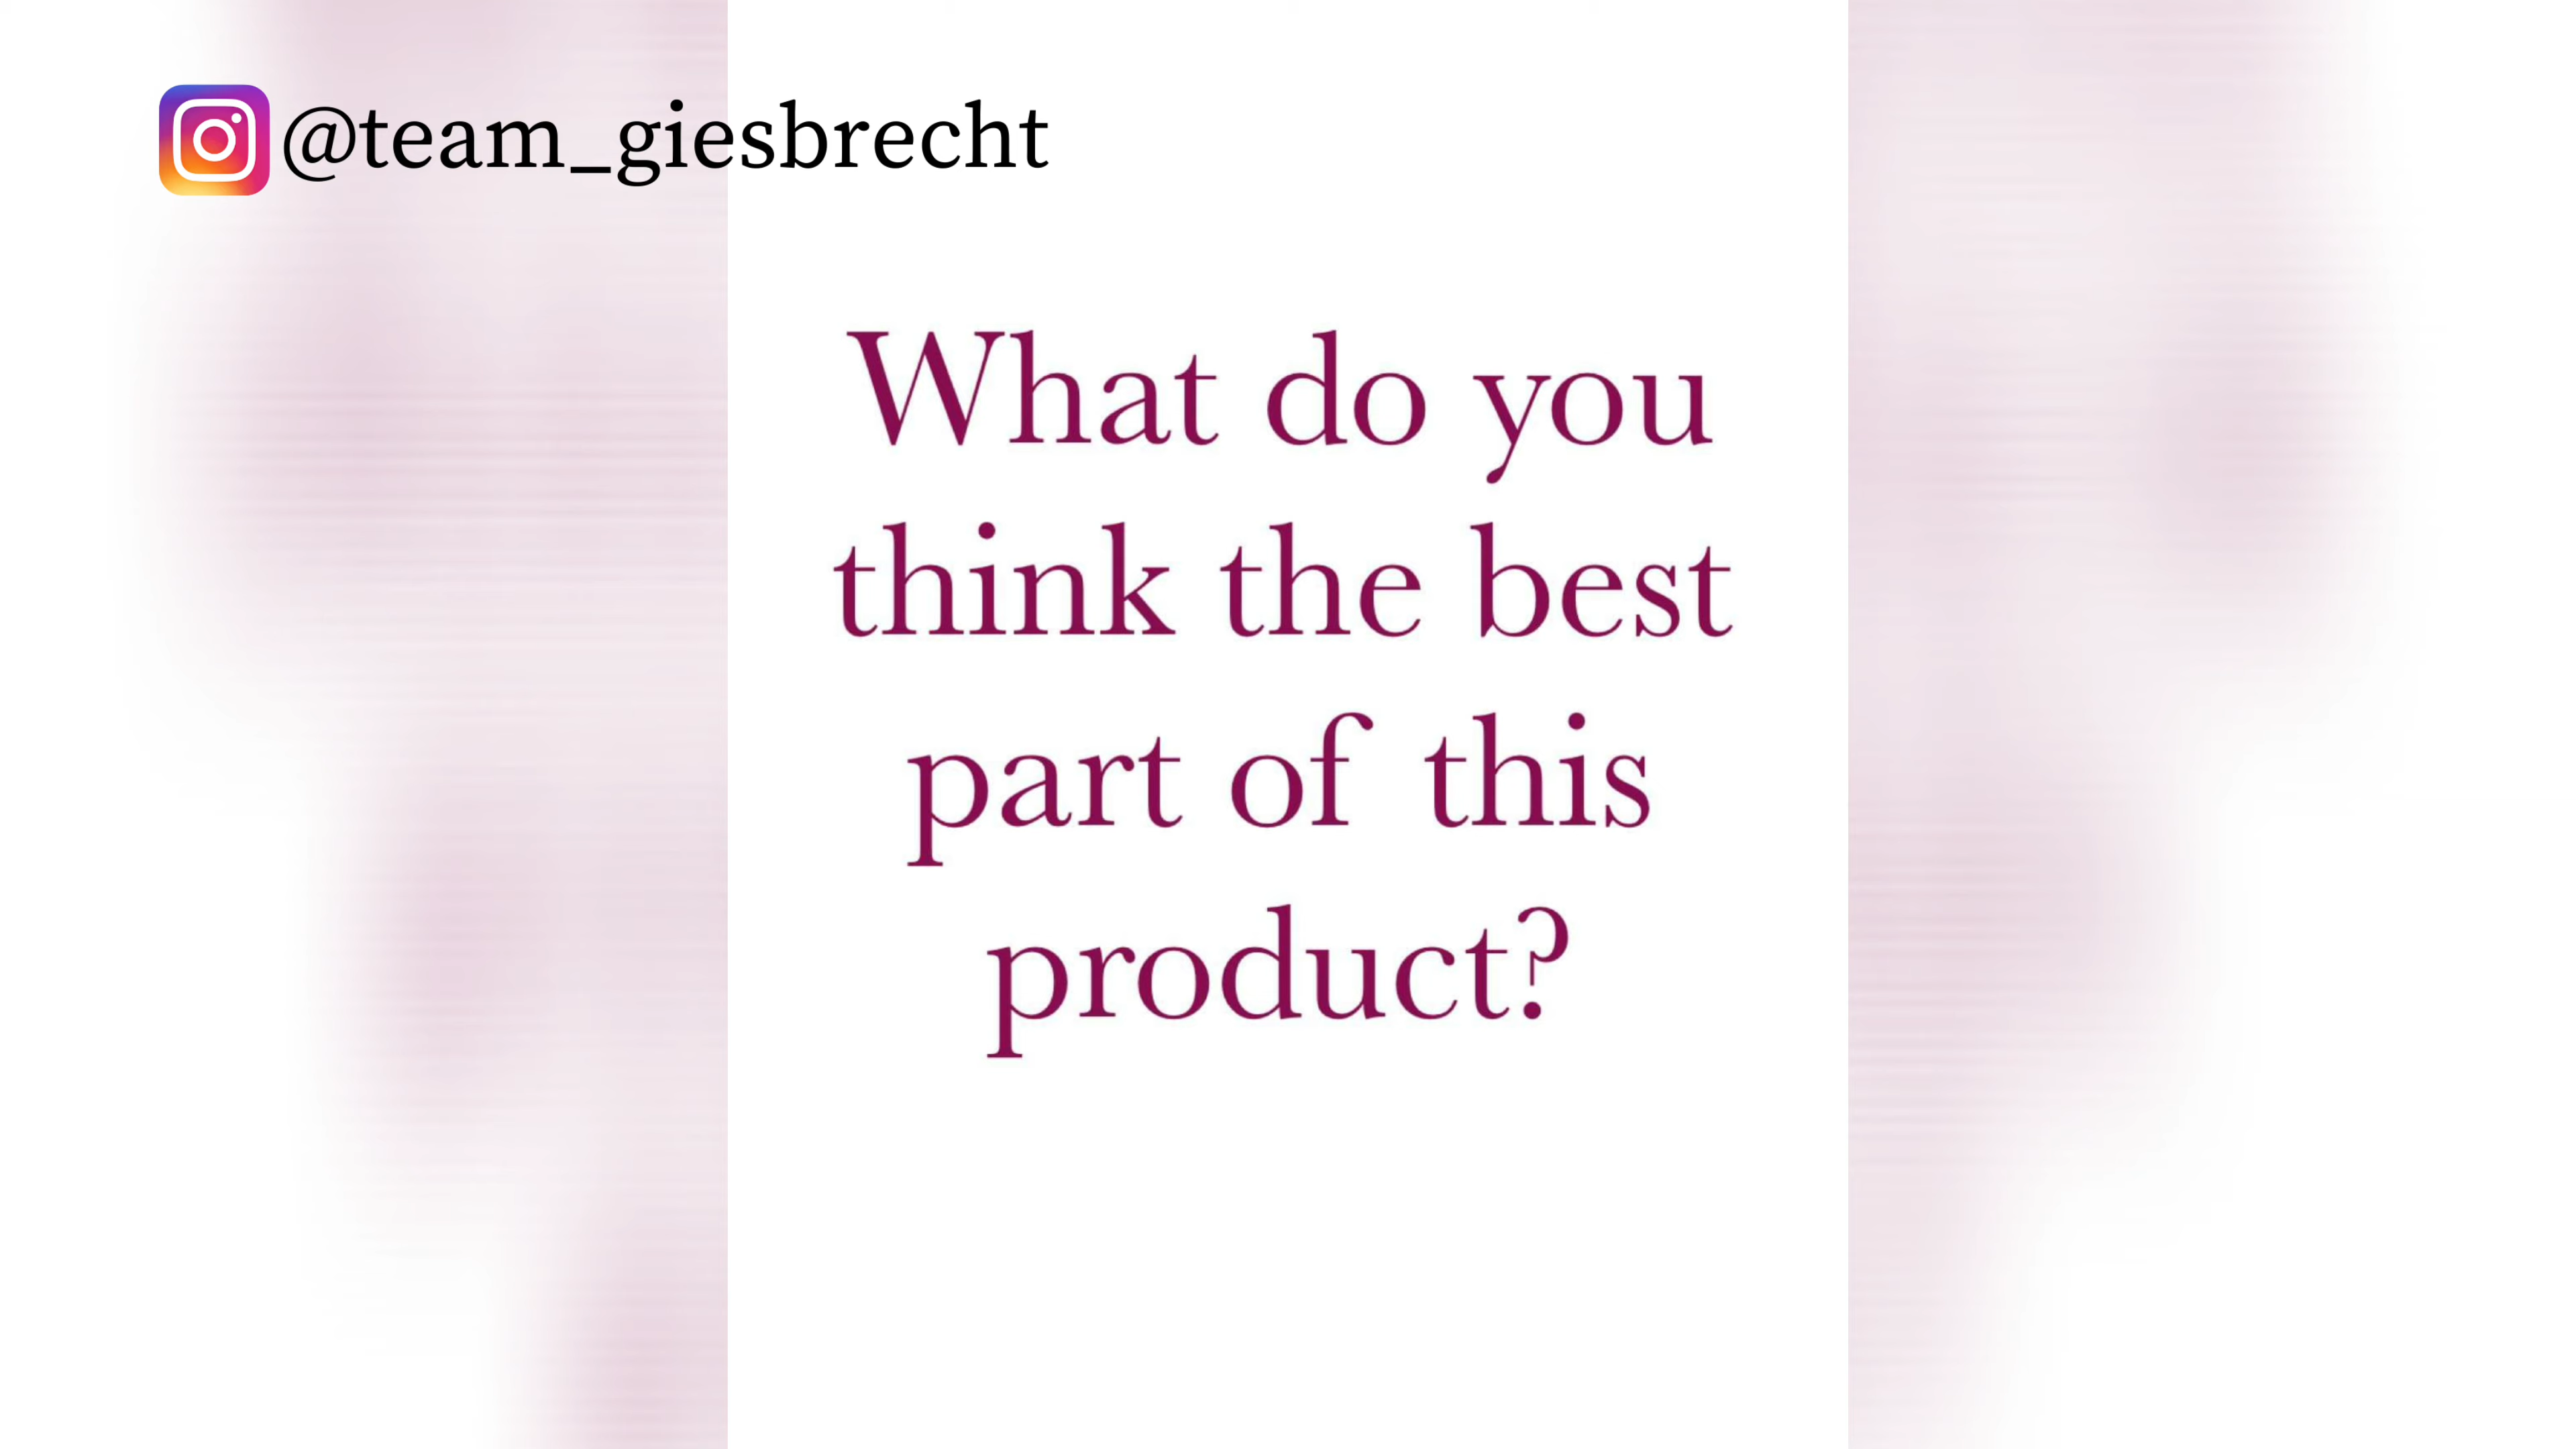 @team_giesbrecht
What do you
think the best
part of this
product?